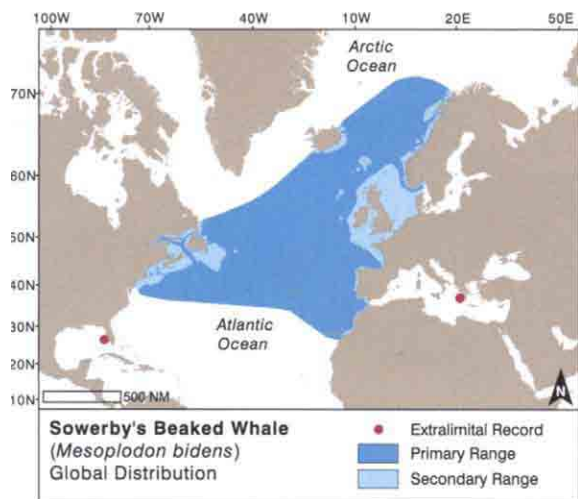 100W 70W 40W 10W 20E 50E
Arctic
Ocean
70N
60N
50N
40N
30N
20N
10N
Atlantic
Ocean
500 NM
N
Sowerby's Beaked Whale
(Mesoplodon bidens)
Global Distribution
Extralimital Record
Primary Range
Secondary Range